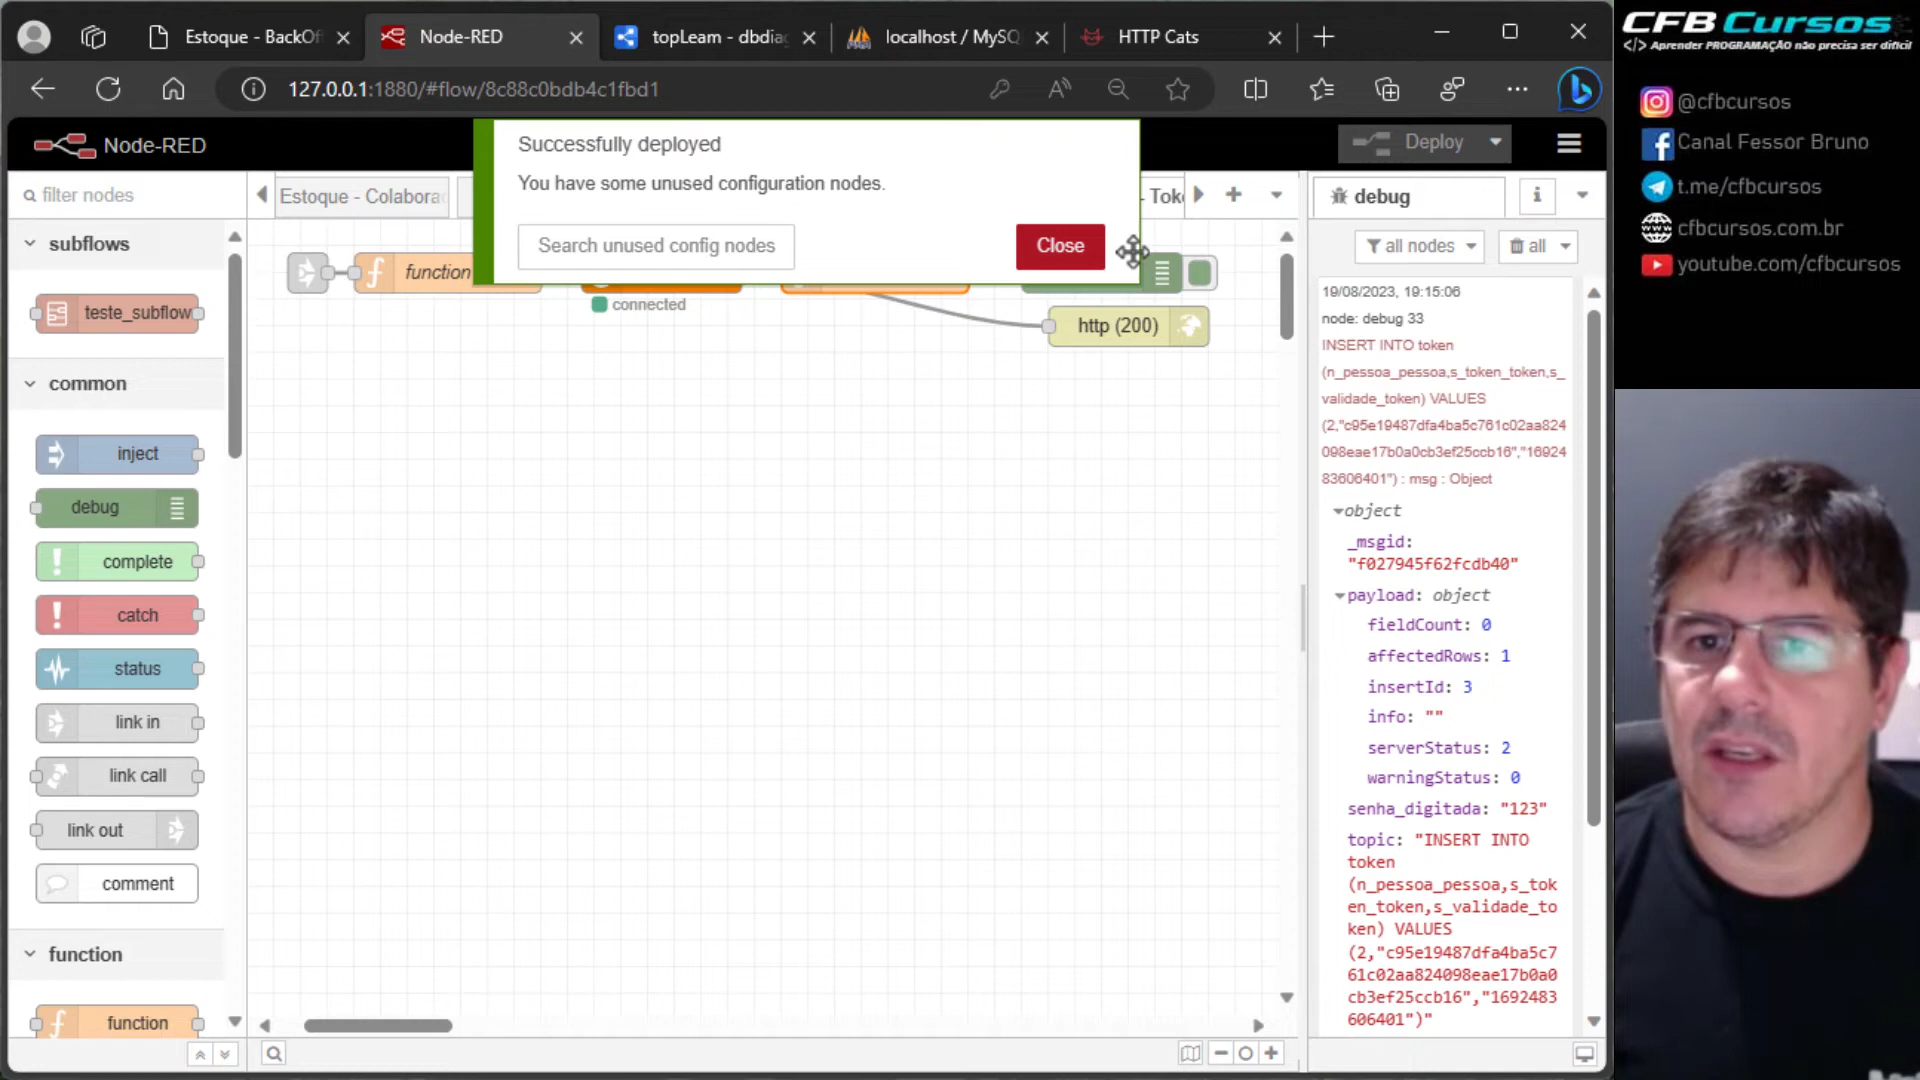 Estoque - BackOf
Node-RED
topLearn - dbdia
localhost / MySQ
HTTP Cats
127.0.0.1:1880/#flow/8c88c0bdb4c1fbd1
Node-RED
Deploy
Successfully deployed
You have some unused configuration nodes.
Search unused config nodes
Close
filter nodes
Estoque - Colabora
- Tok
debug
i
all nodes
all
subflows
teste_subflow
common
inject
debug
complete
catch
status
link in
link call
link out
comment
function
function
function
connected
http (200)
19/08/2023, 19:15:06
node: debug 33
INSERT INTO token
(n_pessoa_pessoa,s_token_token,s_
validade_token) VALUES
(2,"c95e19487dfa4ba5c761c02aa824
098eae17b0a0cb3ef25ccb16","16924
83606401") : msg : Object
object
_msgid:
"f027945f62fcdb40"
payload: object
fieldCount: 0
affectedRows: 1
insertId: 3
info: ""
serverStatus: 2
warningStatus: 0
senha_digitada: "123"
topic: "INSERT INTO
token
(n_pessoa_pessoa,s_tok
en_token,s_validade_to
ken) VALUES
(2,"c95e19487dfa4ba5c7
61c02aa824098eae17b0a0
cb3ef25ccb16","1692483
606401")"
CFB Cursos
</> Aprender PROGRAMAÇÃO não precisa ser difícil
@cfbcursos
Canal Fessor Bruno
t.me/cfbcursos
cfbcursos.com.br
youtube.com/cfbcursos